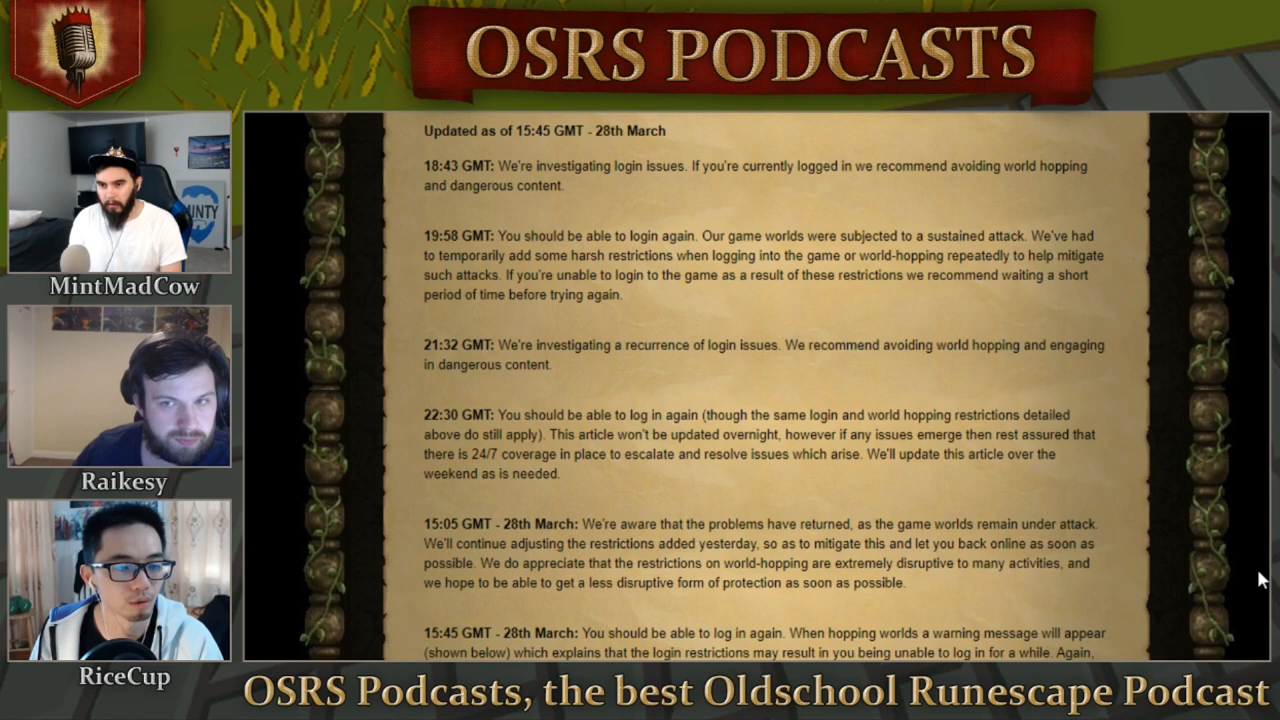 OSRS PODCASTS
Updated as of 15:45 GMT - 28th March
18:43 GMT: We're investigating login issues. If you're currently logged in we recommend avoiding world hopping
and dangerous content.
19:58 GMT: You should be able to login again. Our game worlds were subjected to a sustained attack. We've had
to temporarily add some harsh restrictions when logging into the game or world-hopping repeatedly to help mitigate
such attacks. If you're unable to login to the game as a result of these restrictions we recommend waiting a short
period of time before trying again.
21:32 GMT: We're investigating a recurrence of login issues. We recommend avoiding world hopping and engaging
in dangerous content.
22:30 GMT: You should be able to log in again (though the same login and world hopping restrictions detailed
above do still apply). This article won't be updated overnight, however if any issues emerge then rest assured that
there is 24/7 coverage in place to escalate and resolve issues which arise. We'll update this article over the
weekend as is needed.
15:05 GMT - 28th March: We're aware that the problems have returned, as the game worlds remain under attack.
We'll continue adjusting the restrictions added yesterday, so as to mitigate this and let you back online as soon as
possible. We do appreciate that the restrictions on world-hopping are extremely disruptive to many activities, and
we hope to be able to get a less disruptive form of protection as soon as possible.
15:45 GMT - 28th March: You should be able to log in again. When hopping worlds a warning message will appear
(shown below) which explains that the login restrictions may result in you being unable to log in for a while. Again,
MINTY
MintMadCow
Raikesy
RiceCup
OSRS Podcasts, the best Oldschool Runescape Podcast